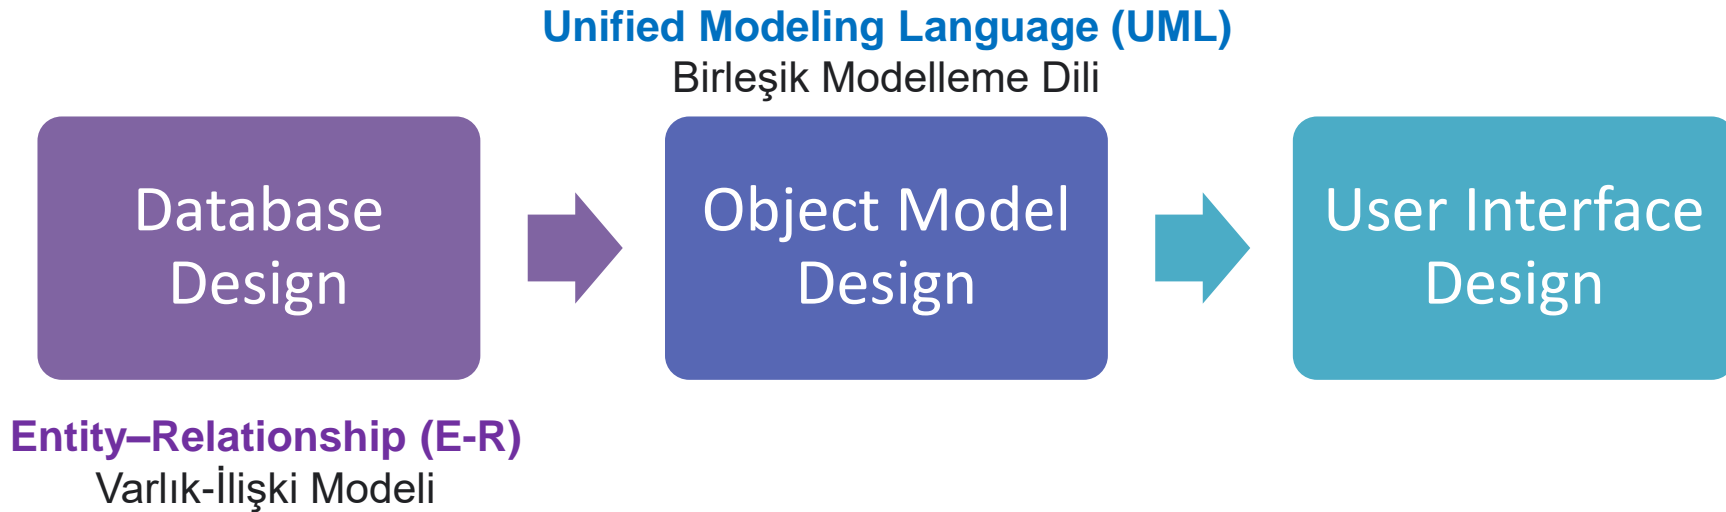 Unified Modeling Language (UML)
Birleşik Modelleme Dili
Database
Design
Object Model
Design
User Interface
Design
Entity–Relationship (E-R)
Varlık-İlişki Modeli